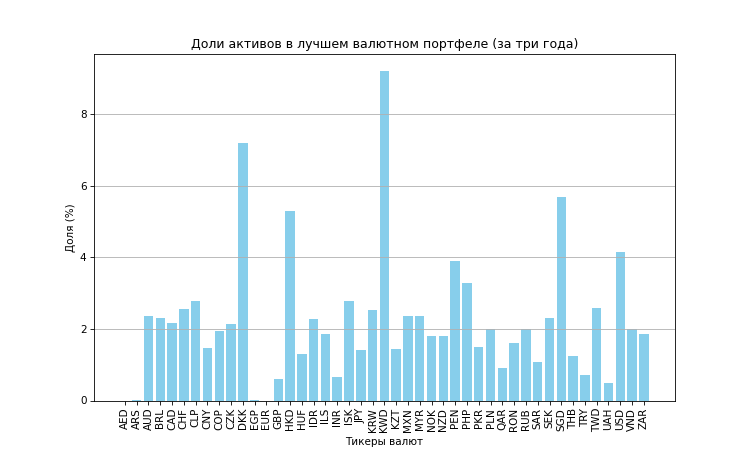 Доли активов в лучшем валютном портфеле (за три года)
Доля (%)
8
6
4
2
0
AED
ARS
AUD
BRL
CAD
CHF
CLP
CNY
COP
CZK
DKK
EGP
EUR
GBP
HKD
HUF
IDR
ILS
INR
ISK
JPY
KRW
KWD
KZT
MXN
MYR
NOK
NZD
PEN
PHP
PKR
PLN
QAR
RON
RUB
SAR
SEK
SGD
THB
TRY
TWD
UAH
USD
VND
ZAR
Тикеры валют